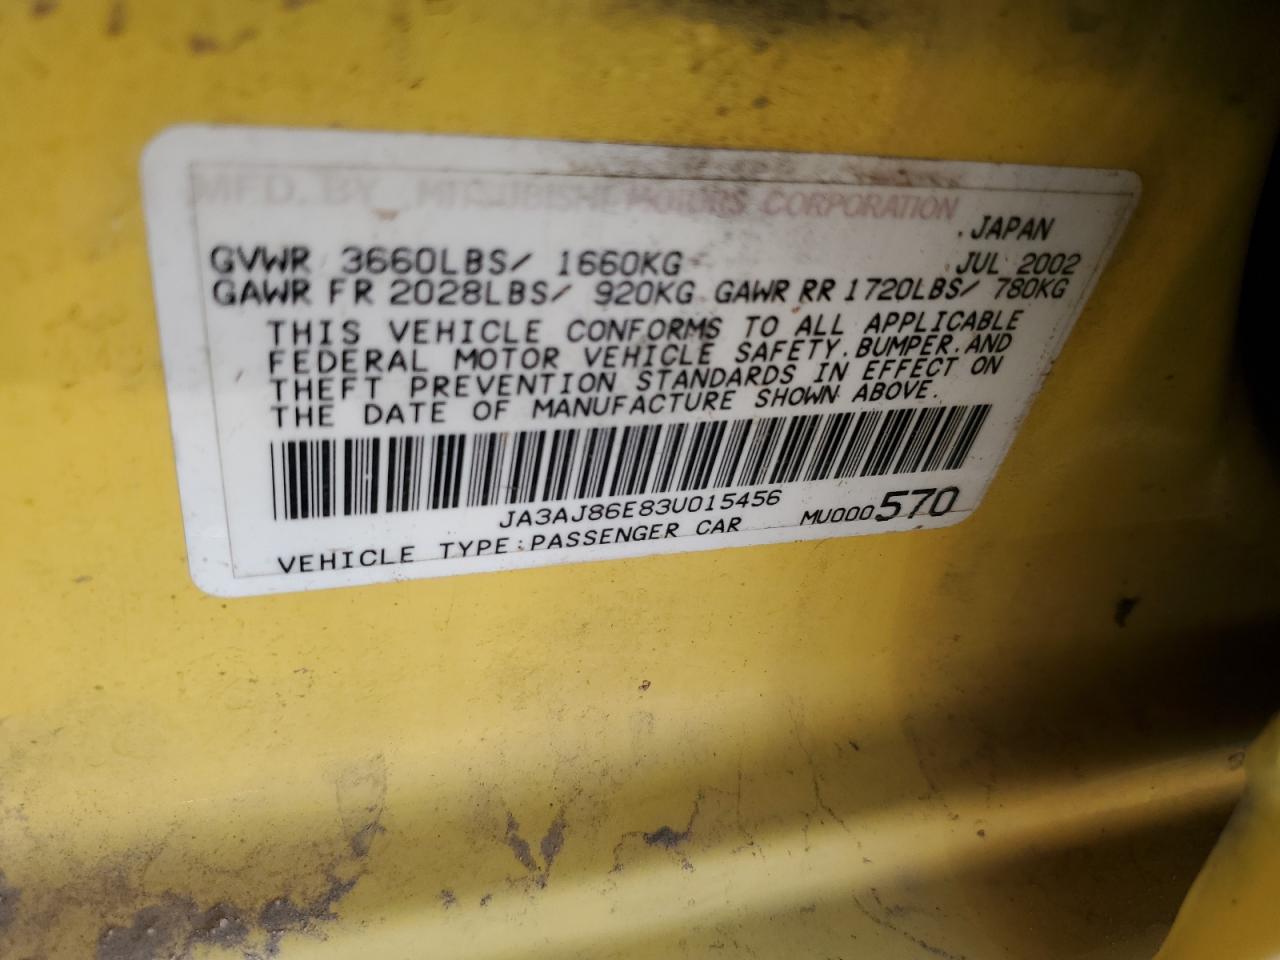 MFD. BY MITSUBISHI MOTORS CORPORATION
, JAPAN
GVWR 3660LBS/ 1660KG JUL 2002
GAWR FR 2028LBS/ 920KG GAWR RR 1720LBS/ 780KG
THIS VEHICLE CONFORMS TO ALL APPLICABLE
FEDERAL MOTOR VEHICLE SAFETY, BUMPER, AND
THEFT PREVENTION STANDARDS IN EFFECT ON
THE DATE OF MANUFACTURE SHOWN ABOVE.
JA3AJ86E83U015456
VEHICLE TYPE:PASSENGER CAR MU000570